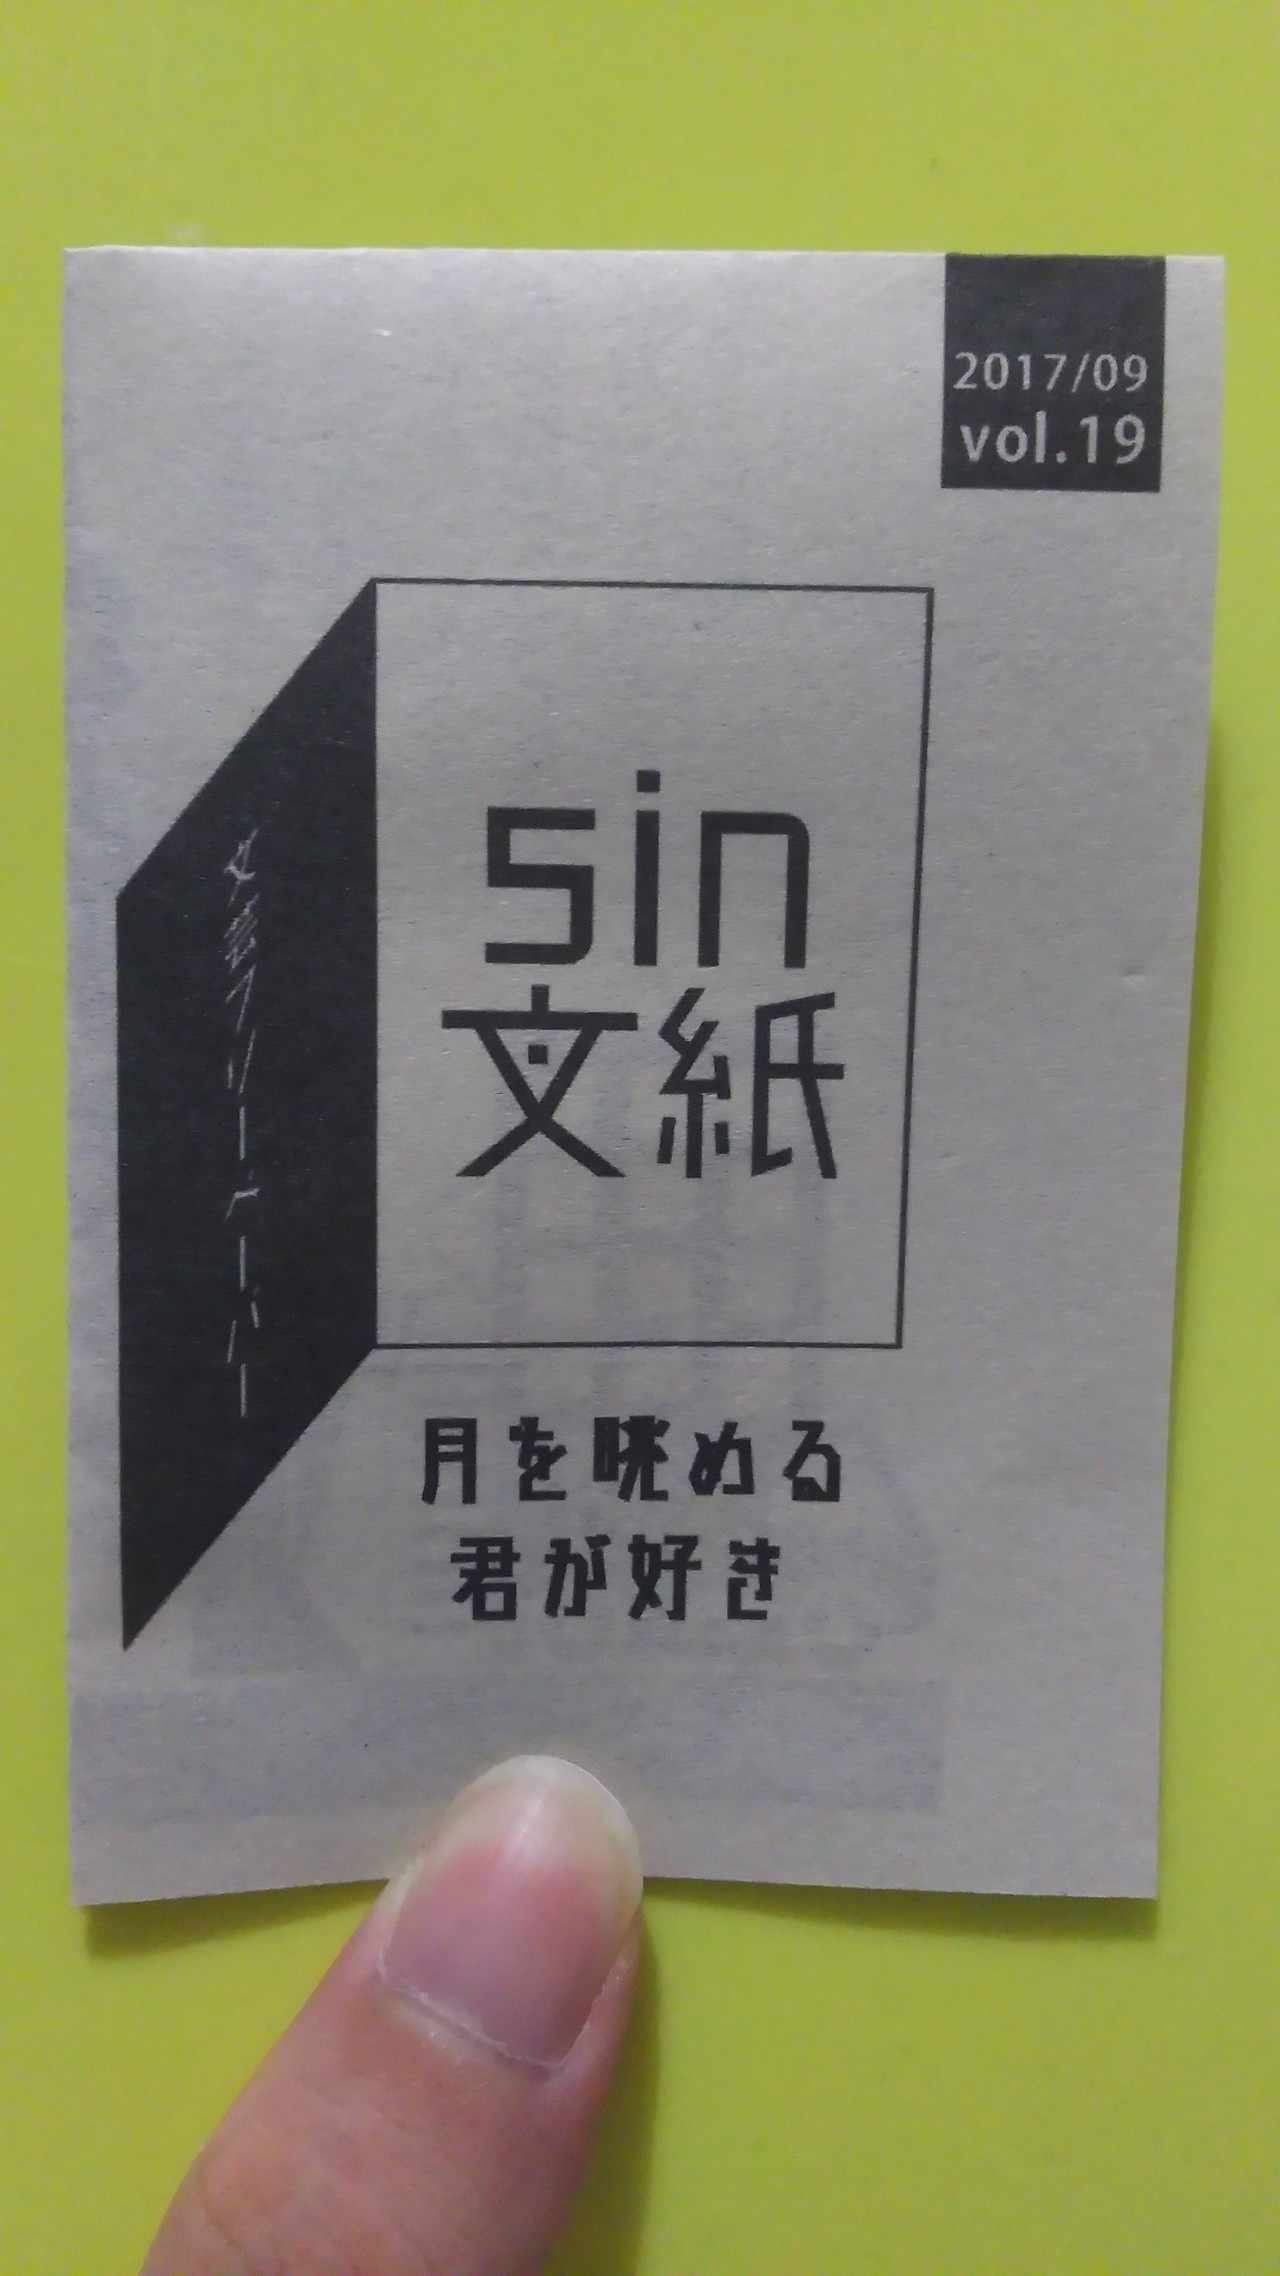 2017/09
vol.19
文芸フリーペーパー
sin
文紙
月を眺める
君が好き